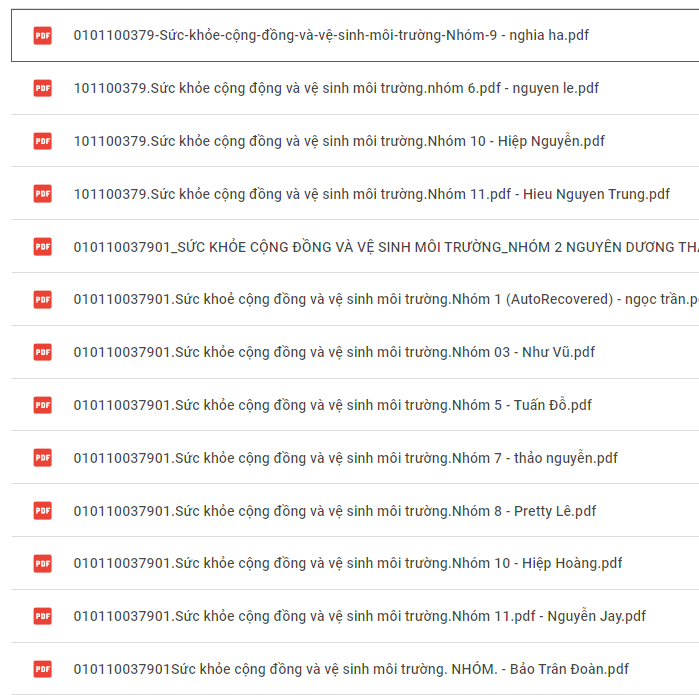 PDF 0101100379-Sức-khỏe-cộng-đồng-và-vệ-sinh-môi-trường-Nhóm-9 - nghia ha.pdf
PDF 101100379.Sức khỏe cộng động và vệ sinh môi trường.nhóm 6.pdf - nguyen le.pdf
PDF 101100379.Sức khỏe cộng đồng và vệ sinh môi trường.Nhóm 10 - Hiệp Nguyễn.pdf
PDF 101100379.Sức khỏe cộng đồng và vệ sinh môi trường.Nhóm 11.pdf - Hieu Nguyen Trung.pdf
PDF 010110037901_SỨC KHỎE CỘNG ĐỒNG VÀ VỆ SINH MÔI TRƯỜNG_NHÓM 2 NGUYÊN DƯƠNG
PDF 010110037901.Sức khoẻ cộng đồng và vệ sinh môi trường.Nhóm 1 (AutoRecovered) - ngọc trần.p
PDF 010110037901.Sức khỏe cộng đồng và vệ sinh môi trường.Nhóm 03 - Như Vũ.pdf
PDF 010110037901.Sức khỏe cộng đồng và vệ sinh môi trường.Nhóm 5 - Tuấn Đỗ.pdf
PDF 010110037901.Sức khỏe cộng đồng và vệ sinh môi trường.Nhóm 7 - thảo nguyễn.pdf
PDF 010110037901.Sức khỏe cộng đồng và vệ sinh môi trường.Nhóm 8 - Pretty Lê.pdf
PDF 010110037901.Sức khỏe cộng đồng và vệ sinh môi trường.Nhóm 10 - Hiệp Hoàng.pdf
PDF 010110037901.Sức khỏe cộng đồng và vệ sinh môi trường.Nhóm 11.pdf - Nguyễn Jay.pdf
PDF 010110037901Sức khỏe cộng đồng và vệ sinh môi trường. NHÓM. - Bảo Trân Đoàn.pdf